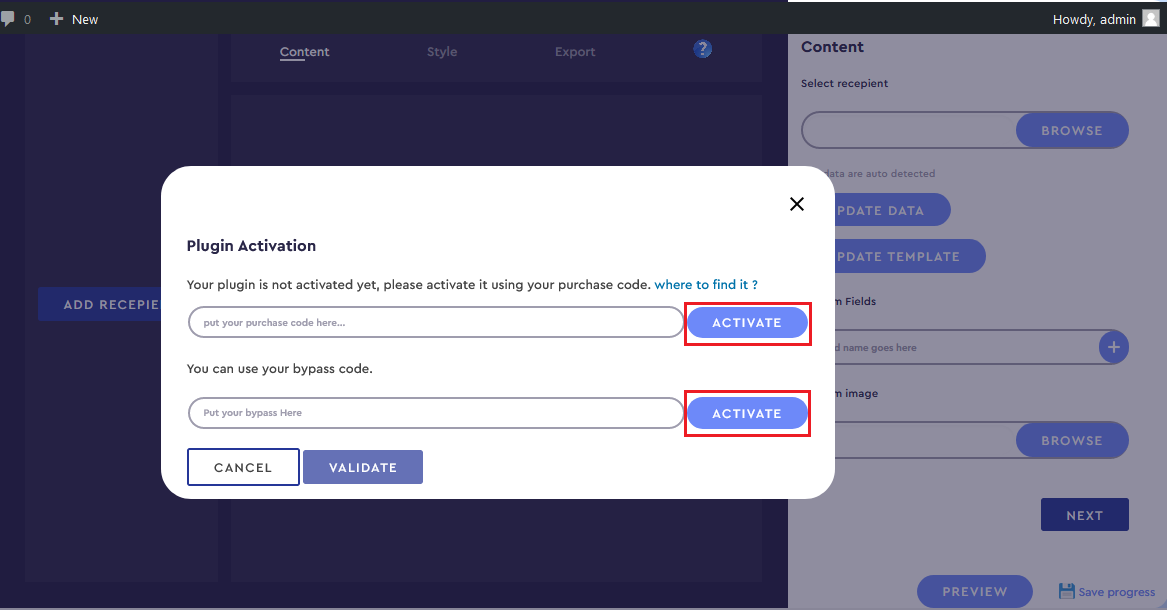 0 New Howdy, admin
Content Style Export ?
Content
Select recepient
BROWSE
data are auto detected
PDATE DATA
PDATE TEMPLATE
Fields
name goes here
+
image
BROWSE
NEXT
PREVIEW
Save progress
ADD RECEPIE
Plugin Activation
Your plugin is not activated yet, please activate it using your purchase code. where to find it ?
put your purchase code here... ACTIVATE
You can use your bypass code.
Put your bypass Here ACTIVATE
CANCEL VALIDATE